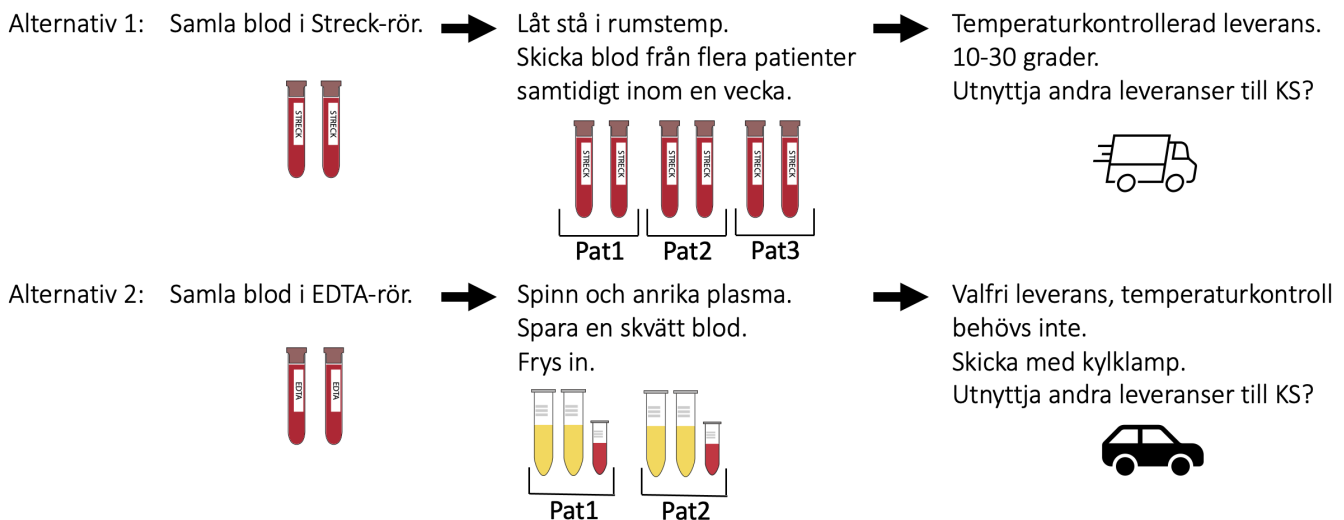 Alternativ 1:
Samla blod i Streck-rör.
Låt stå i rumstemp.
Skicka blod från flera patienter
samtidigt inom en vecka.
Temperaturkontrollerad leverans.
10-30 grader.
Utnyttja andra leveranser till KS?
STRECK
STRECK
STRECK
STRECK
STRECK
STRECK
STRECK
STRECK
Pat1
Pat2
Pat3
Alternativ 2:
Samla blod i EDTA-rör.
Spinn och anrika plasma.
Spara en skvätt blod.
Frys in.
Valfri leverans, temperaturkontroll
behövs inte.
Skicka med kylklamp.
Utnyttja andra leveranser till KS?
EDTA
EDTA
Pat1
Pat2